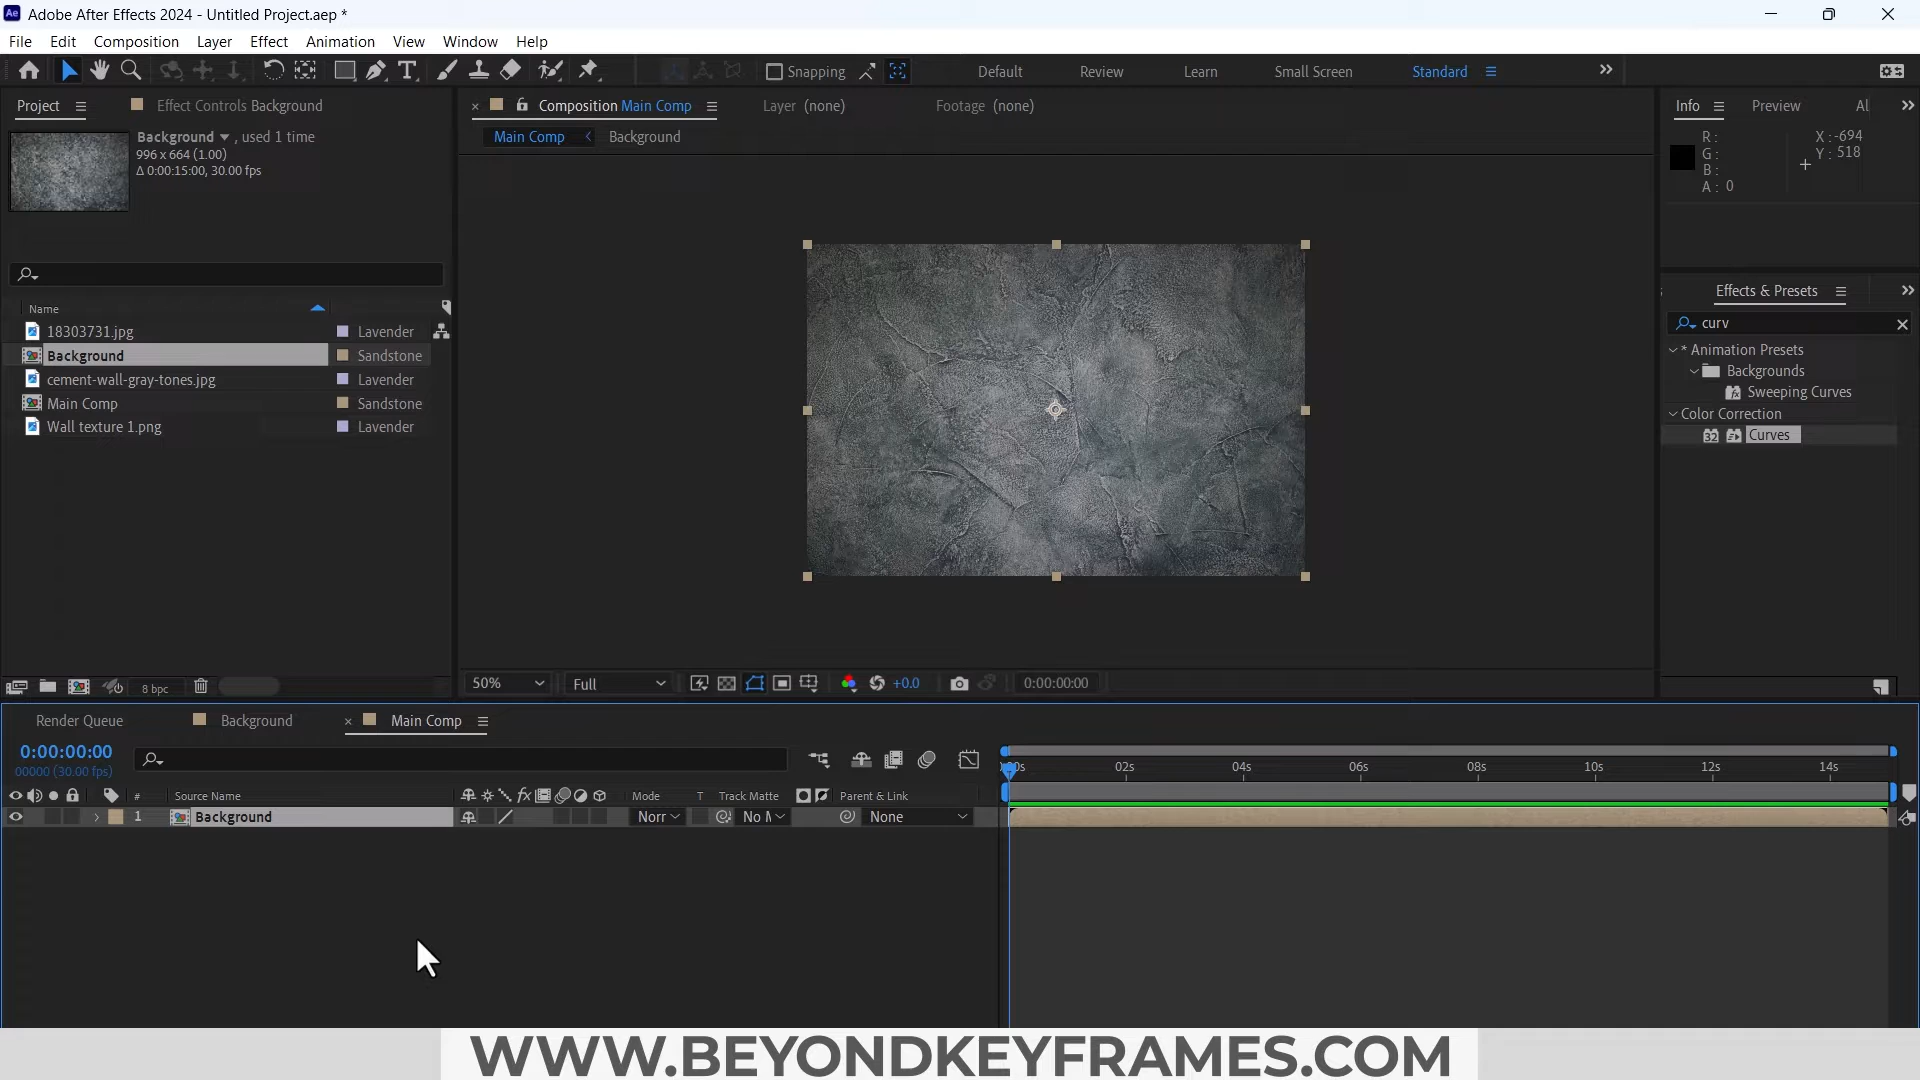 Adobe After Effects 2024 - Untitled Project.aep *
File Edit Composition Layer Effect Animation View Window Help
Snapping Default Review Learn Small Screen Standard
Project Effect Controls Background
Background , used 1 time
996 x 664 (1.00)
Δ 0:00:15:00, 30.00 fps
Name
18303731.jpg Lavender
Background Sandstone
cement-wall-gray-tones.jpg Lavender
Main Comp Sandstone
Wall texture 1.png Lavender
8 bpc
Composition Main Comp Layer (none) Footage (none)
Main Comp Background
50% Full +0.0 0:00:00:00
Info Preview Al
R : X : -694
G : Y : 518
B :
A : 0
Effects & Presets
curv
* Animation Presets
Backgrounds
Sweeping Curves
Color Correction
32 Curves
Render Queue Background Main Comp
0:00:00:00
00000 (30.00 fps)
02s 04s 06s 08s 10s 12s 14s
# Source Name Mode T Track Matte Parent & Link
1 Background Norr No M None
WWW.BEYONDKEYFRAMES.COM